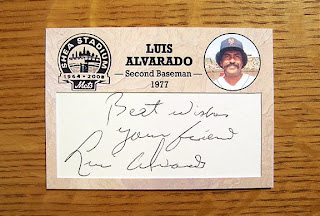 SHEA STADIUM
1964 - 2008
Mets
LUIS
ALVARADO
Second Baseman
1977
Best wishes
Your friend
Luis Alvarado